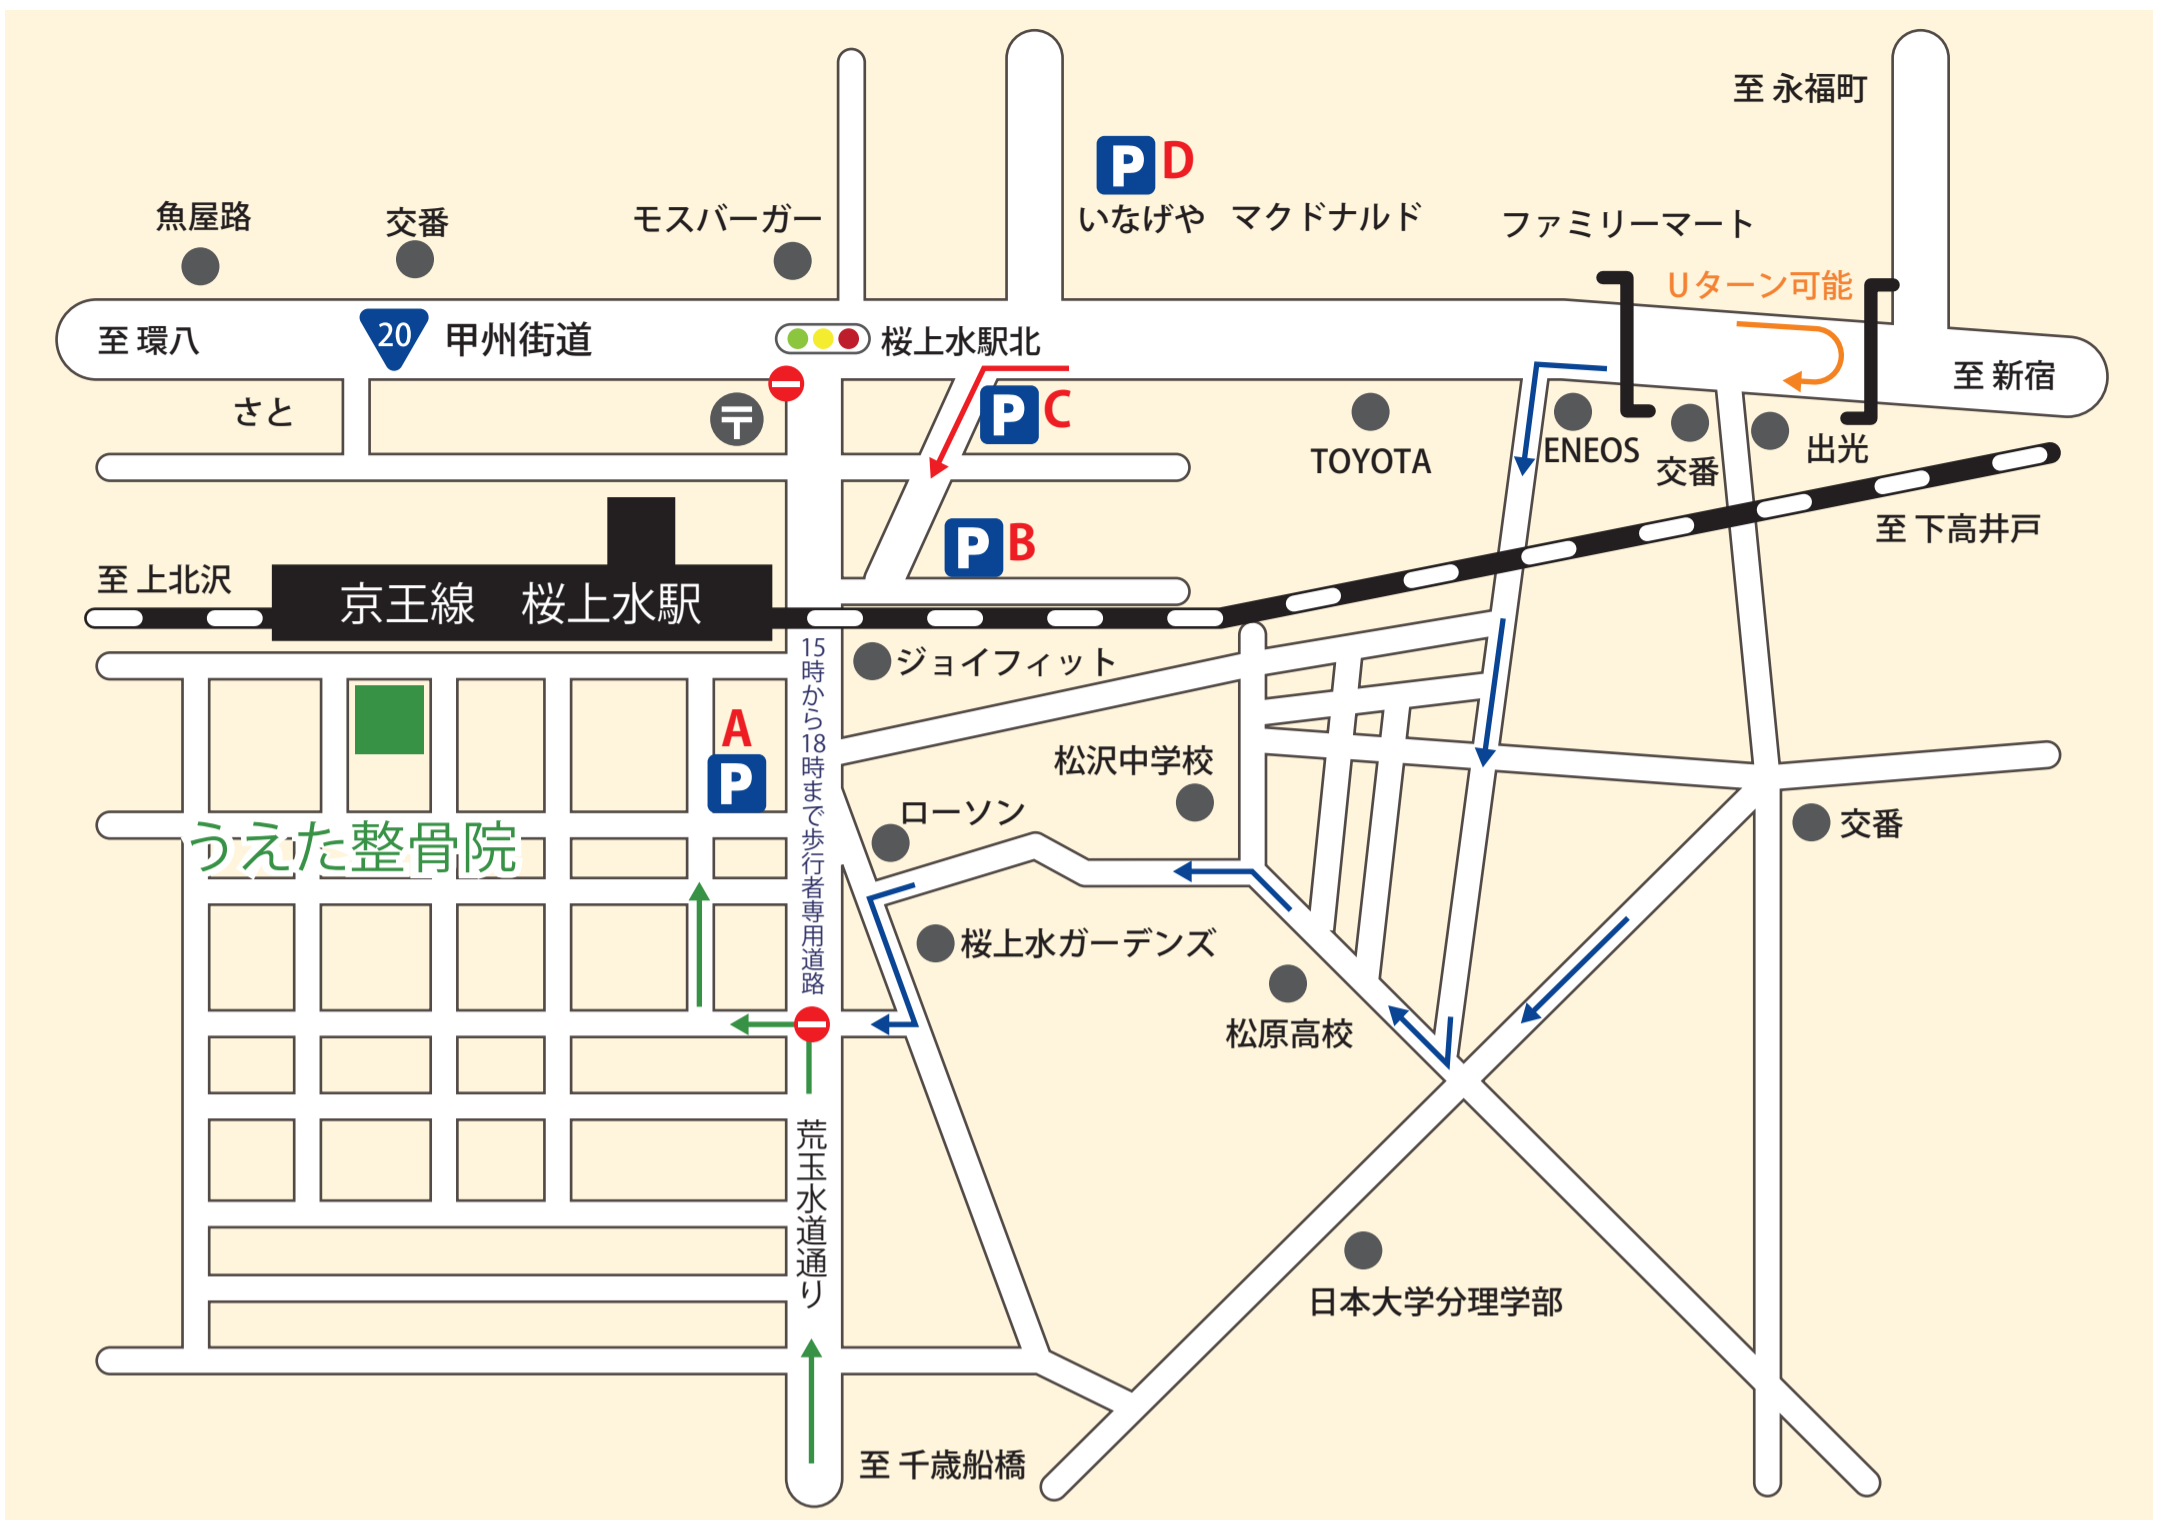 至 永福町
P D
魚屋路
交番
モスバーガー
いなげや
マクドナルド
ファミリーマート
Uターン可能
至 環八
20
甲州街道
桜上水駅北
至 新宿
さと
〒
P C
TOYOTA
ENEOS
交番
出光
P B
至 下高井戸
至 上北沢
京王線 桜上水駅
15時から18時まで歩行者専用道路
ジョイフィット
A
P
松沢中学校
ローソン
交番
うえた整骨院
桜上水ガーデンズ
松原高校
荒玉水道通り
日本大学分理学部
至 千歳船橋